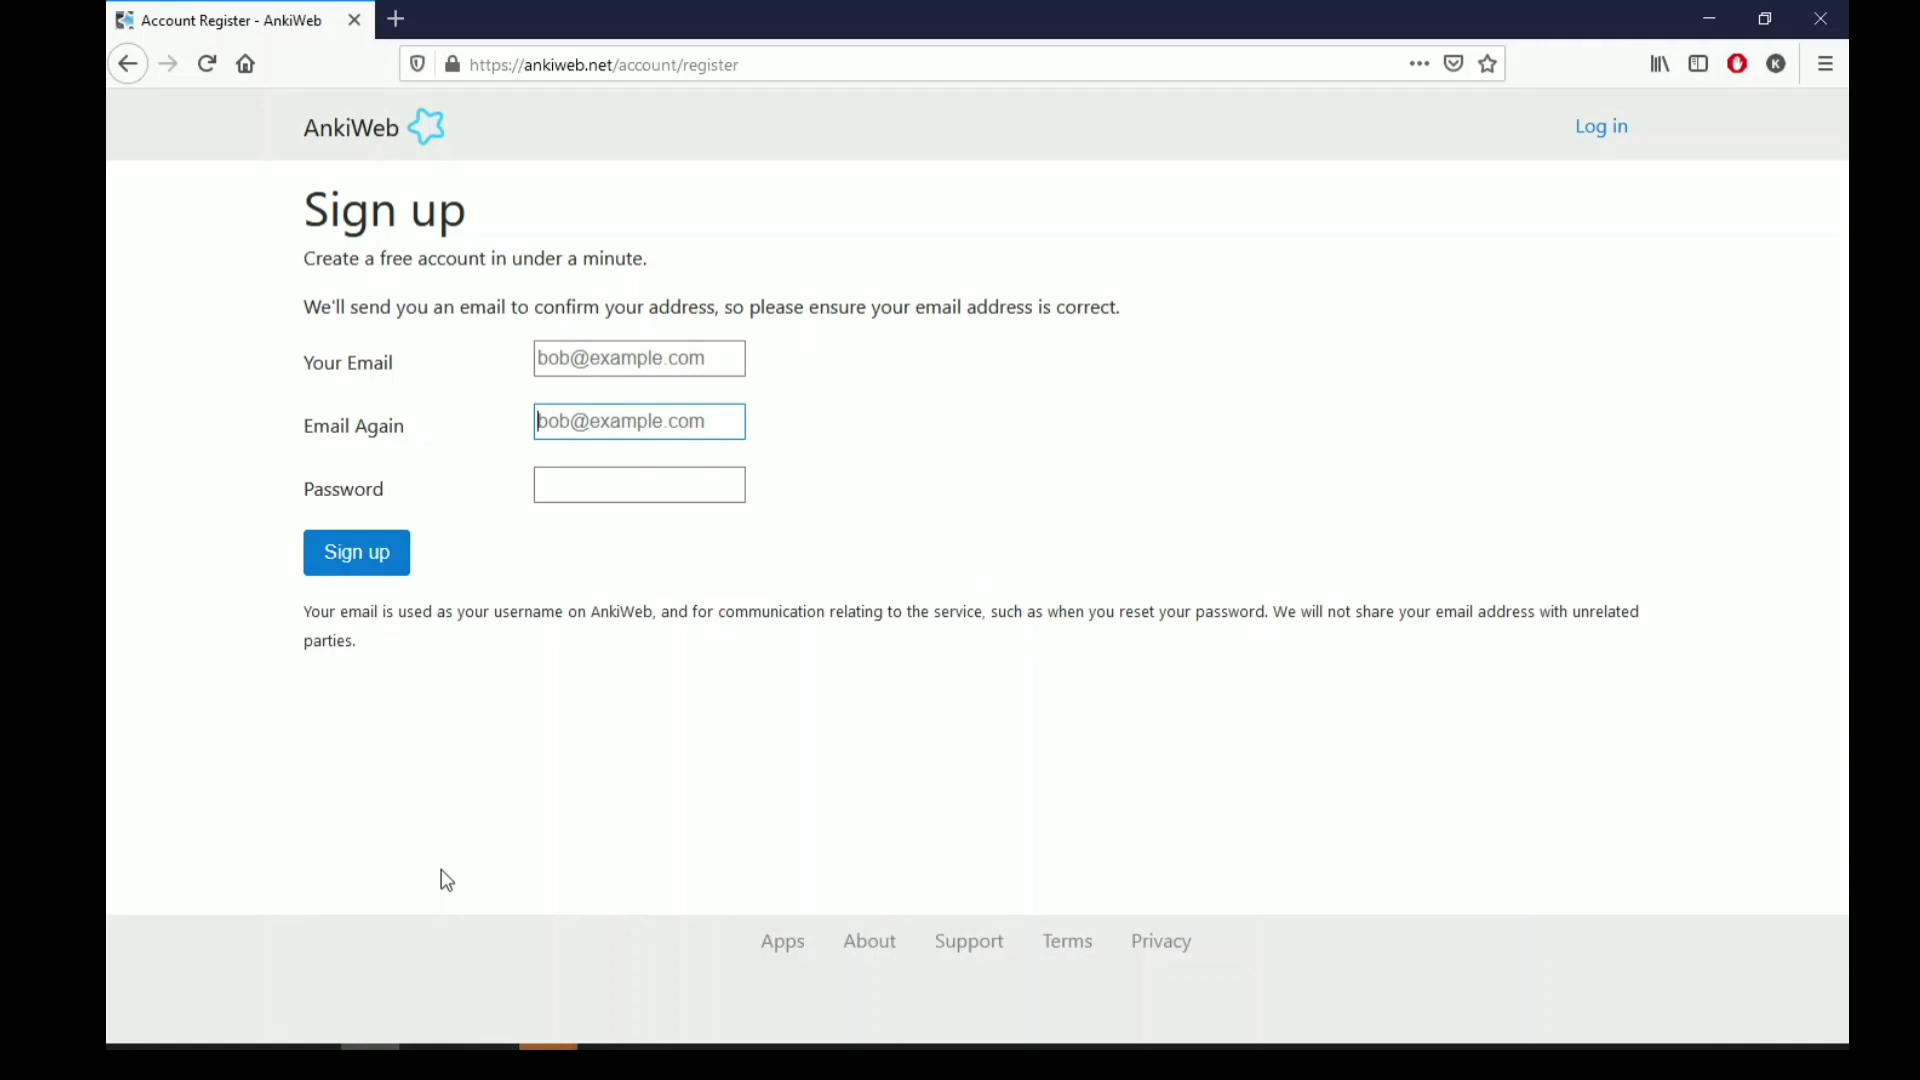 Account Register - AnkiWeb
https://ankiweb.net/account/register
K
AnkiWeb
Log in
Sign up
Create a free account in under a minute.
We'll send you an email to confirm your address, so please ensure your email address is correct.
Your Email
bob@example.com
Email Again
bob@example.com
Password
Sign up
Your email is used as your username on AnkiWeb, and for communication relating to the service, such as when you reset your password. We will not share your email address with unrelated
parties.
Apps About Support Terms Privacy